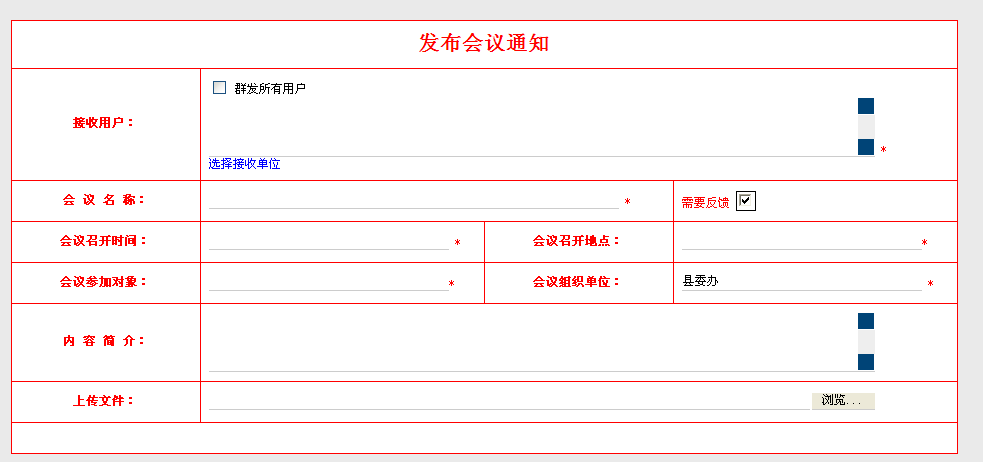 发布会议通知
群发所有用户
接收用户：
*
选择接收单位
会 议 名 称：
*
需要反馈
会议召开时间：
*
会议召开地点：
*
会议参加对象：
*
会议组织单位：
县委办
*
内 容 简 介：
上传文件：
浏览...